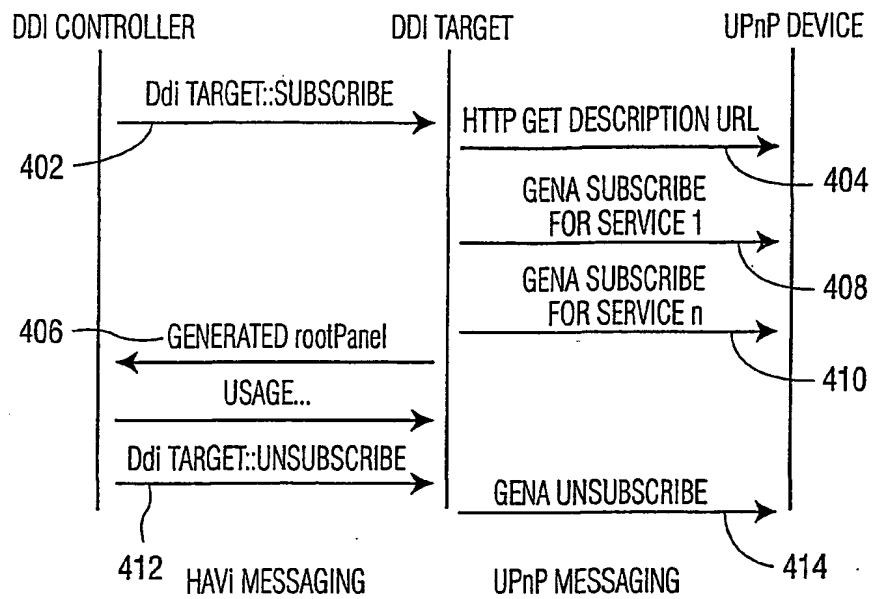 DDI CONTROLLER
DDI TARGET
UPnP DEVICE
Ddi TARGET::SUBSCRIBE
402
HTTP GET DESCRIPTION URL
404
GENA SUBSCRIBE
FOR SERVICE 1
408
GENA SUBSCRIBE
FOR SERVICE n
410
406
GENERATED rootPanel
USAGE...
Ddi TARGET::UNSUBSCRIBE
412
GENA UNSUBSCRIBE
414
HAVi MESSAGING
UPnP MESSAGING